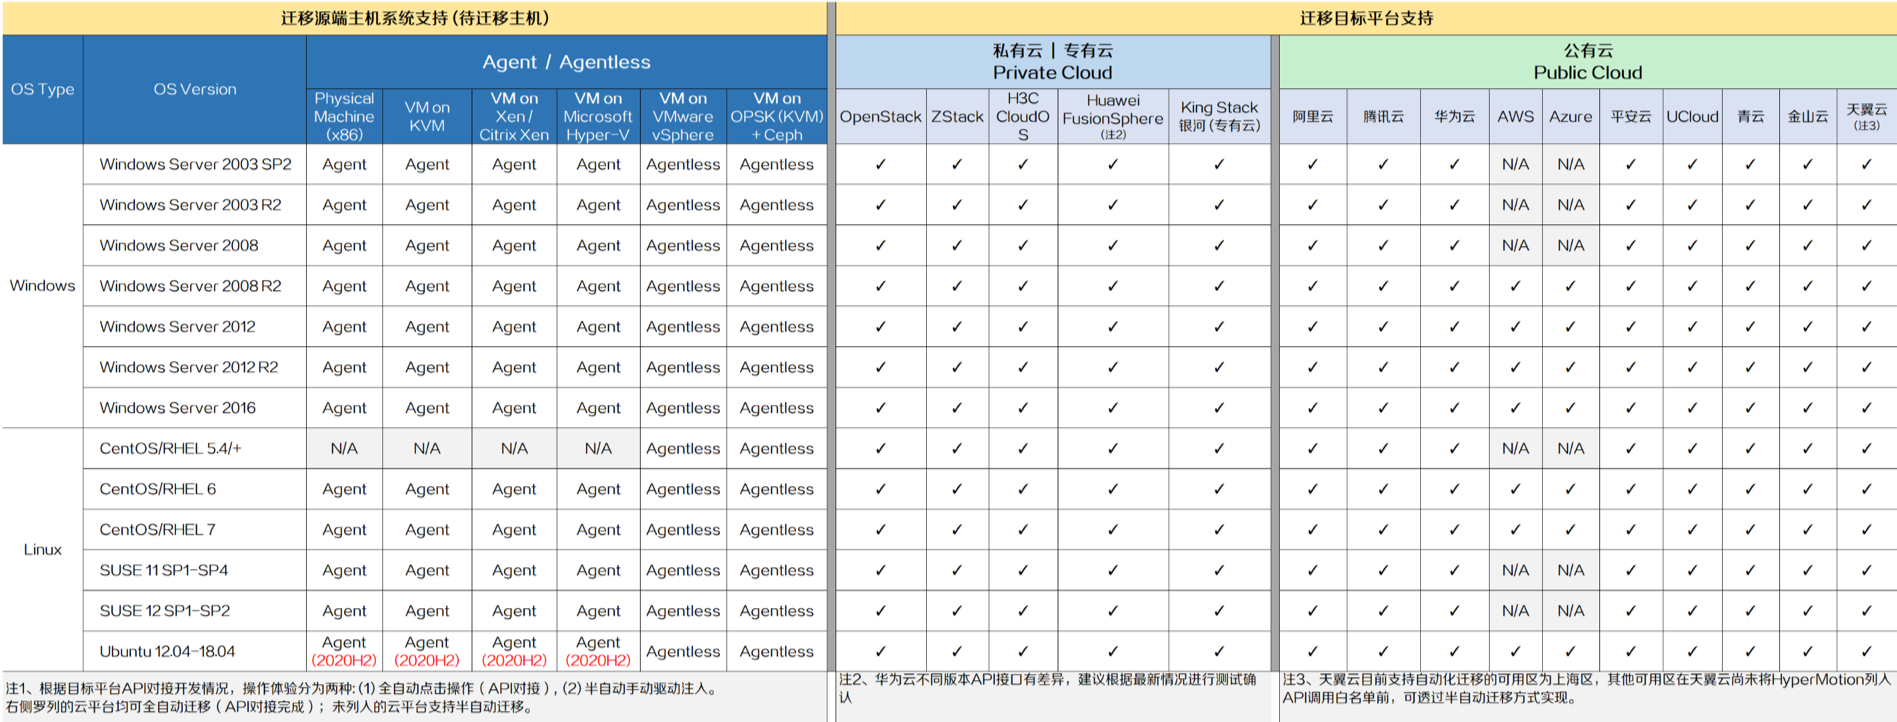 迁移源端主机系统支持(待迁移主机) 迁移目标平台支持
OS Type OS Version Agent / Agentless 私有云 | 专有云 公有云
Private Cloud Public Cloud
Physical Machine (x86) VM on KVM VM on Xen / Citrix Xen VM on Microsoft Hyper-V VM on VMware vSphere VM on OPSK (KVM) + Ceph OpenStack ZStack H3C CloudOS Huawei FusionSphere (注2) King Stack 银河(专有云) 阿里云 腾讯云 华为云 AWS Azure 平安云 UCloud 青云 金山云 天翼云 (注3)
Windows
Windows Server 2003 SP2 Agent Agent Agent Agent Agentless Agentless ✓ ✓ ✓ ✓ ✓ ✓ ✓ ✓ N/A N/A ✓ ✓ ✓ ✓ ✓
Windows Server 2003 R2 Agent Agent Agent Agent Agentless Agentless ✓ ✓ ✓ ✓ ✓ ✓ ✓ ✓ N/A N/A ✓ ✓ ✓ ✓ ✓
Windows Server 2008 Agent Agent Agent Agent Agentless Agentless ✓ ✓ ✓ ✓ ✓ ✓ ✓ ✓ N/A N/A ✓ ✓ ✓ ✓ ✓
Windows Server 2008 R2 Agent Agent Agent Agent Agentless Agentless ✓ ✓ ✓ ✓ ✓ ✓ ✓ ✓ ✓ ✓ ✓ ✓ ✓ ✓ ✓
Windows Server 2012 Agent Agent Agent Agent Agentless Agentless ✓ ✓ ✓ ✓ ✓ ✓ ✓ ✓ ✓ ✓ ✓ ✓ ✓ ✓ ✓
Windows Server 2012 R2 Agent Agent Agent Agent Agentless Agentless ✓ ✓ ✓ ✓ ✓ ✓ ✓ ✓ ✓ ✓ ✓ ✓ ✓ ✓ ✓
Windows Server 2016 Agent Agent Agent Agent Agentless Agentless ✓ ✓ ✓ ✓ ✓ ✓ ✓ ✓ ✓ ✓ ✓ ✓ ✓ ✓ ✓
Linux
CentOS/RHEL 5.4/+ N/A N/A N/A N/A Agentless Agentless ✓ ✓ ✓ ✓ ✓ ✓ ✓ ✓ N/A N/A ✓ ✓ ✓ ✓ ✓
CentOS/RHEL 6 Agent Agent Agent Agent Agentless Agentless ✓ ✓ ✓ ✓ ✓ ✓ ✓ ✓ ✓ ✓ ✓ ✓ ✓ ✓ ✓
CentOS/RHEL 7 Agent Agent Agent Agent Agentless Agentless ✓ ✓ ✓ ✓ ✓ ✓ ✓ ✓ ✓ ✓ ✓ ✓ ✓ ✓ ✓
SUSE 11 SP1-SP4 Agent Agent Agent Agent Agentless Agentless ✓ ✓ ✓ ✓ ✓ ✓ ✓ ✓ N/A N/A ✓ ✓ ✓ ✓ ✓
SUSE 12 SP1-SP2 Agent Agent Agent Agent Agentless Agentless ✓ ✓ ✓ ✓ ✓ ✓ ✓ ✓ N/A N/A ✓ ✓ ✓ ✓ ✓
Ubuntu 12.04-18.04 Agent (2020H2) Agent (2020H2) Agent (2020H2) Agent (2020H2) Agentless Agentless ✓ ✓ ✓ ✓ ✓ ✓ ✓ ✓ ✓ ✓ ✓ ✓ ✓ ✓ ✓
注1、根据目标平台API对接开发情况，操作体验分为两种:(1)全自动点击操作（API对接）,(2)半自动手动驱动注入。
右侧罗列的云平台均可全自动迁移（API对接完成）；未列入的云平台支持半自动迁移。
注2、华为云不同版本API接口有差异，建议根据最新情况进行测试确
认
注3、天翼云目前支持自动化迁移的可用区为上海区，其他可用区在天翼云尚未将HyperMotion列入
API调用白名单前，可透过半自动迁移方式实现。